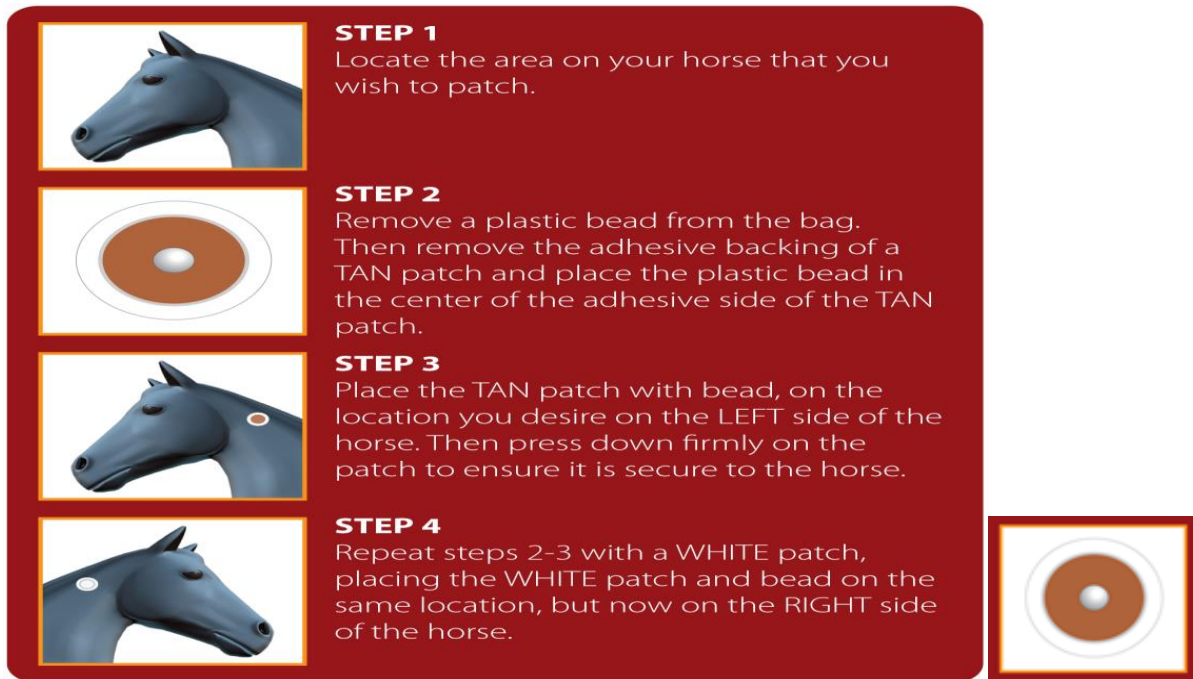 STEP 1
Locate the area on your horse that you
wish to patch.
STEP 2
Remove a plastic bead from the bag.
Then remove the adhesive backing of a
TAN patch and place the plastic bead in
the center of the adhesive side of the TAN
patch.
STEP 3
Place the TAN patch with bead, on the
location you desire on the LEFT side of the
horse. Then press down firmly on the
patch to ensure it is secure to the horse.
STEP 4
Repeat steps 2-3 with a WHITE patch,
placing the WHITE patch and bead on the
same location, but now on the RIGHT side
of the horse.